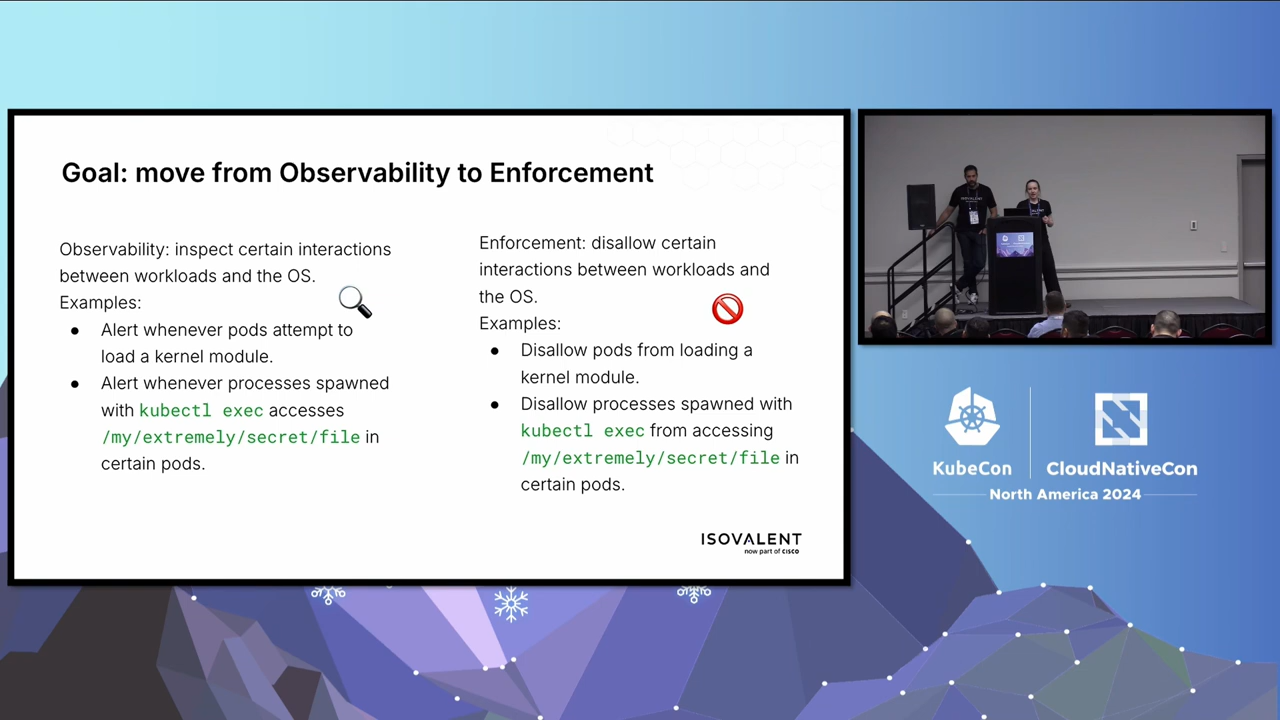 Goal: move from Observability to Enforcement
Observability: inspect certain interactions
between workloads and the OS.
Examples:
● Alert whenever pods attempt to
load a kernel module.
● Alert whenever processes spawned
with kubectl exec accesses
/my/extremely/secret/file in
certain pods.
Enforcement: disallow certain
interactions between workloads and
the OS.
Examples:
● Disallow pods from loading a
kernel module.
● Disallow processes spawned with
kubectl exec from accessing
/my/extremely/secret/file in
certain pods.
ISOVALENT
now part of CISCO
KubeCon
CloudNativeCon
North America 2024